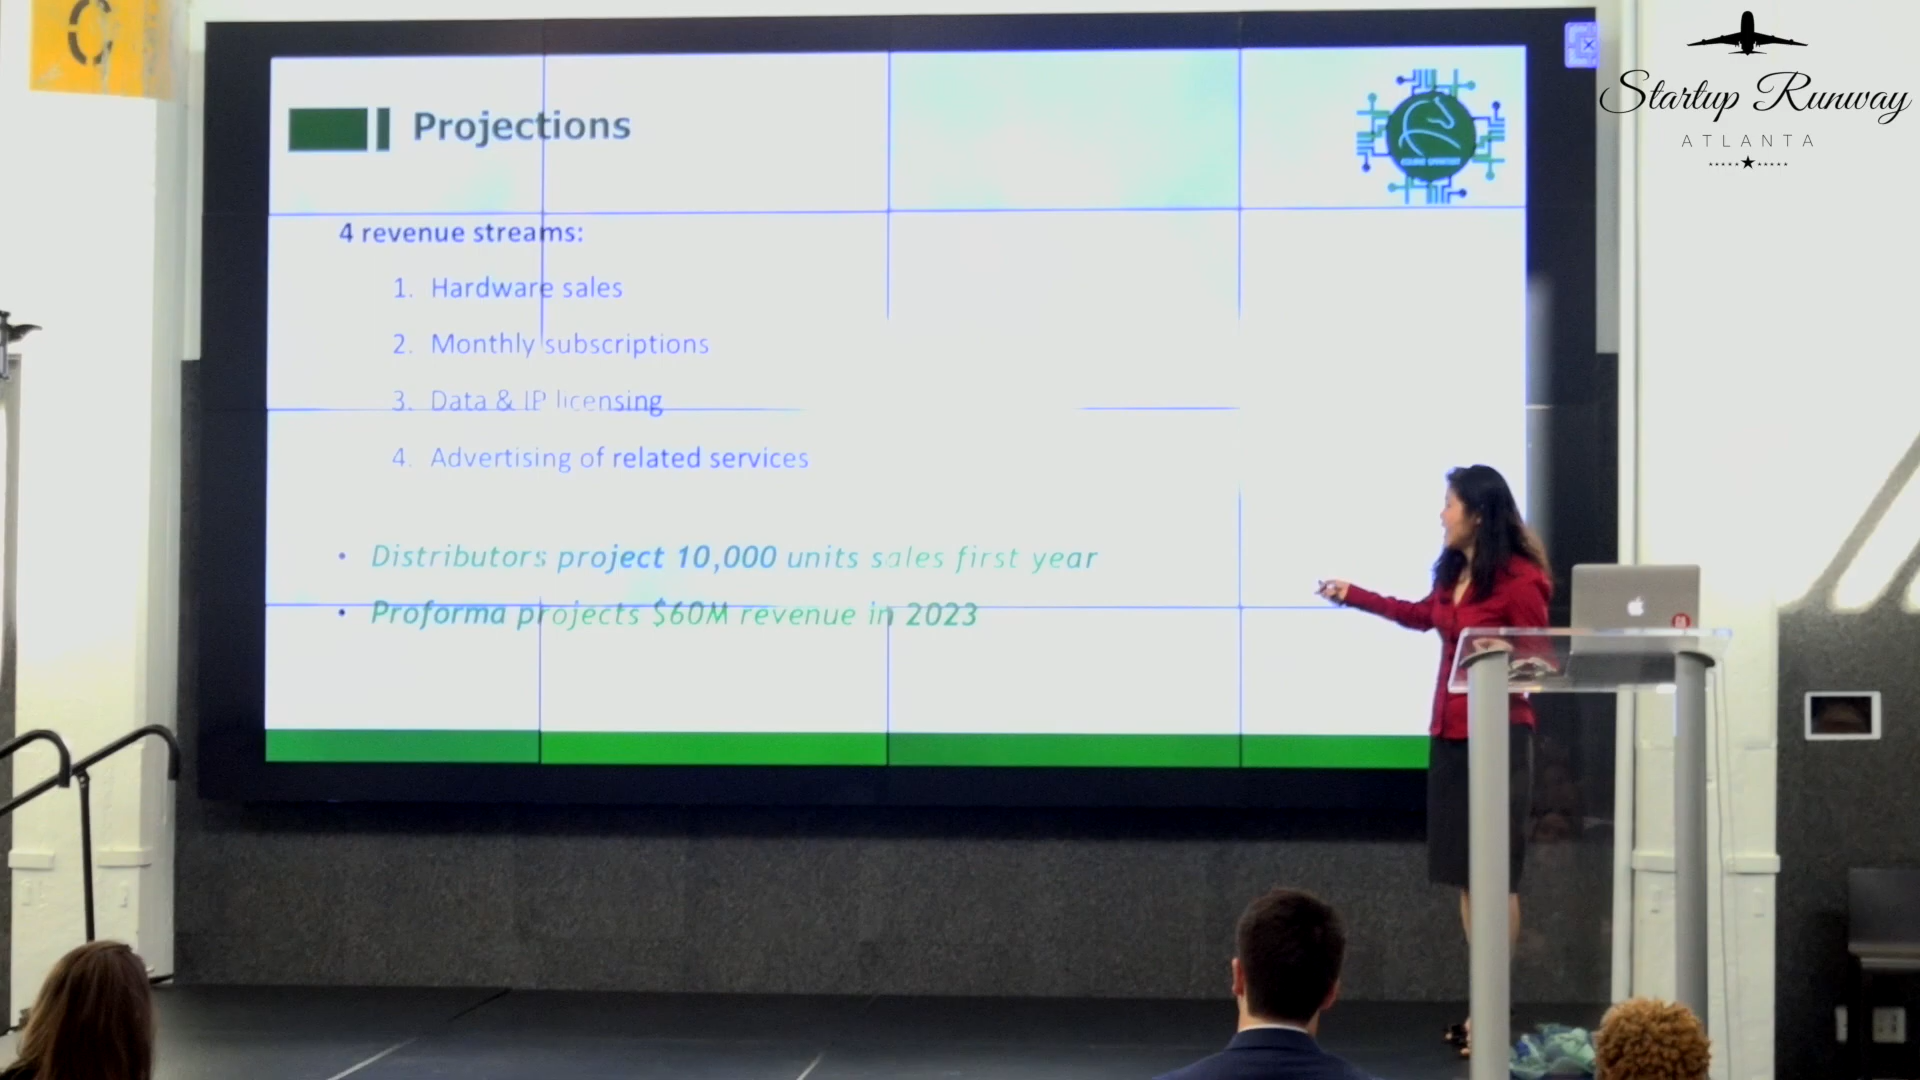 Startup Runway
ATLANTA
Projections
4 revenue streams:
1. Hardware sales
2. Monthly subscriptions
3. Data & IP licensing
4. Advertising of related services
• Distributors project 10,000 units sales first year
• Proforma projects $60M revenue in 2023